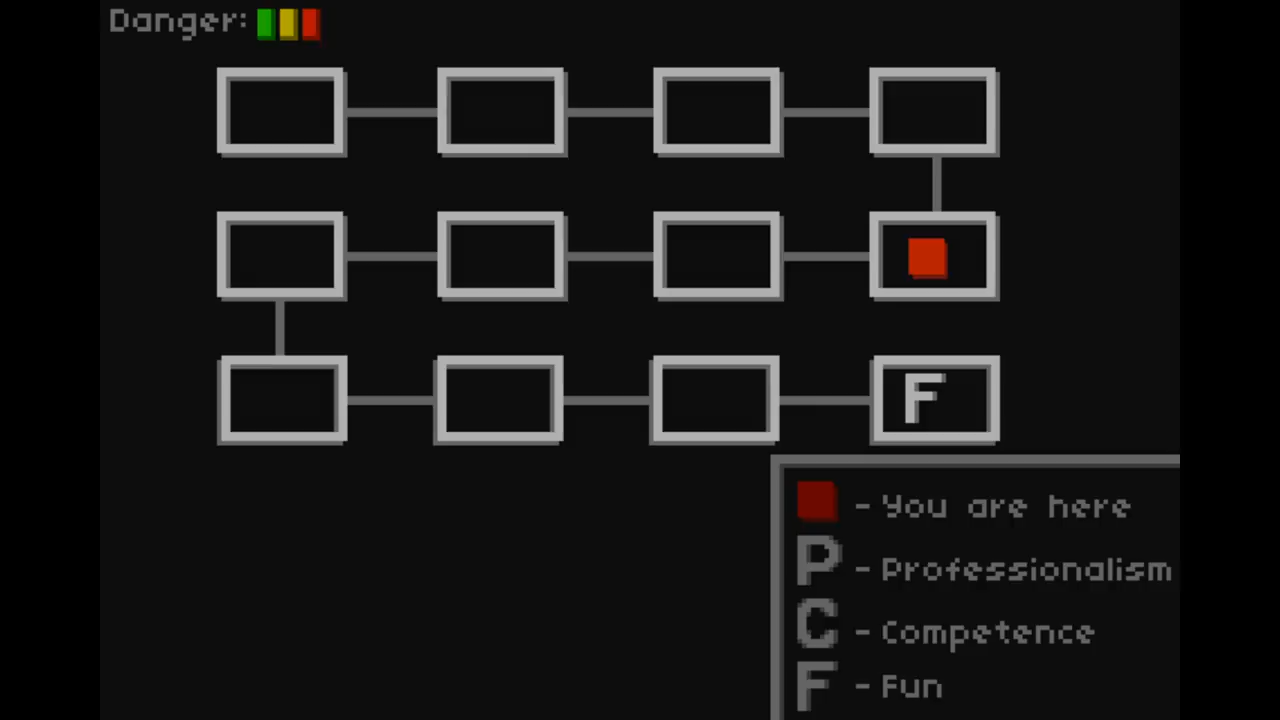 Danger:
F
- You are here
P - Professionalism
C - Competence
F - Fun